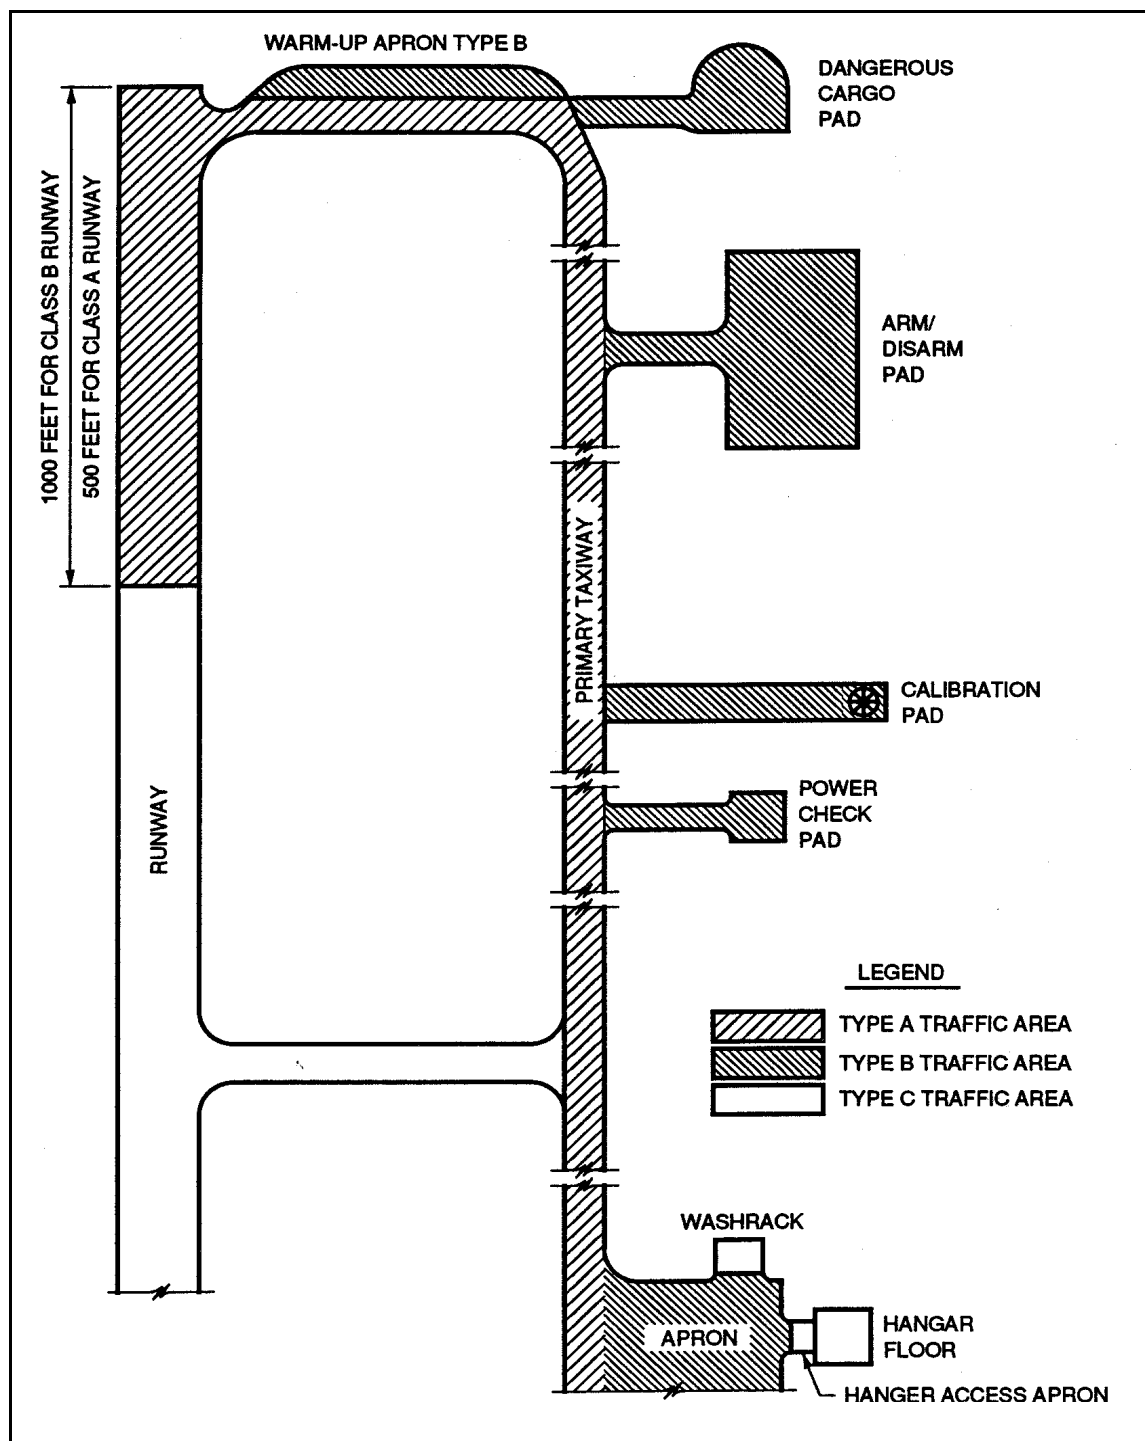 WARM-UP APRON TYPE B
DANGEROUS
CARGO
PAD
1000 FEET FOR CLASS B RUNWAY
500 FEET FOR CLASS A RUNWAY
ARM/
DISARM
PAD
PRIMARY TAXIWAY
CALIBRATION
PAD
POWER
CHECK
PAD
RUNWAY
LEGEND
TYPE A TRAFFIC AREA
TYPE B TRAFFIC AREA
TYPE C TRAFFIC AREA
WASHRACK
APRON
HANGAR
FLOOR
HANGER ACCESS APRON